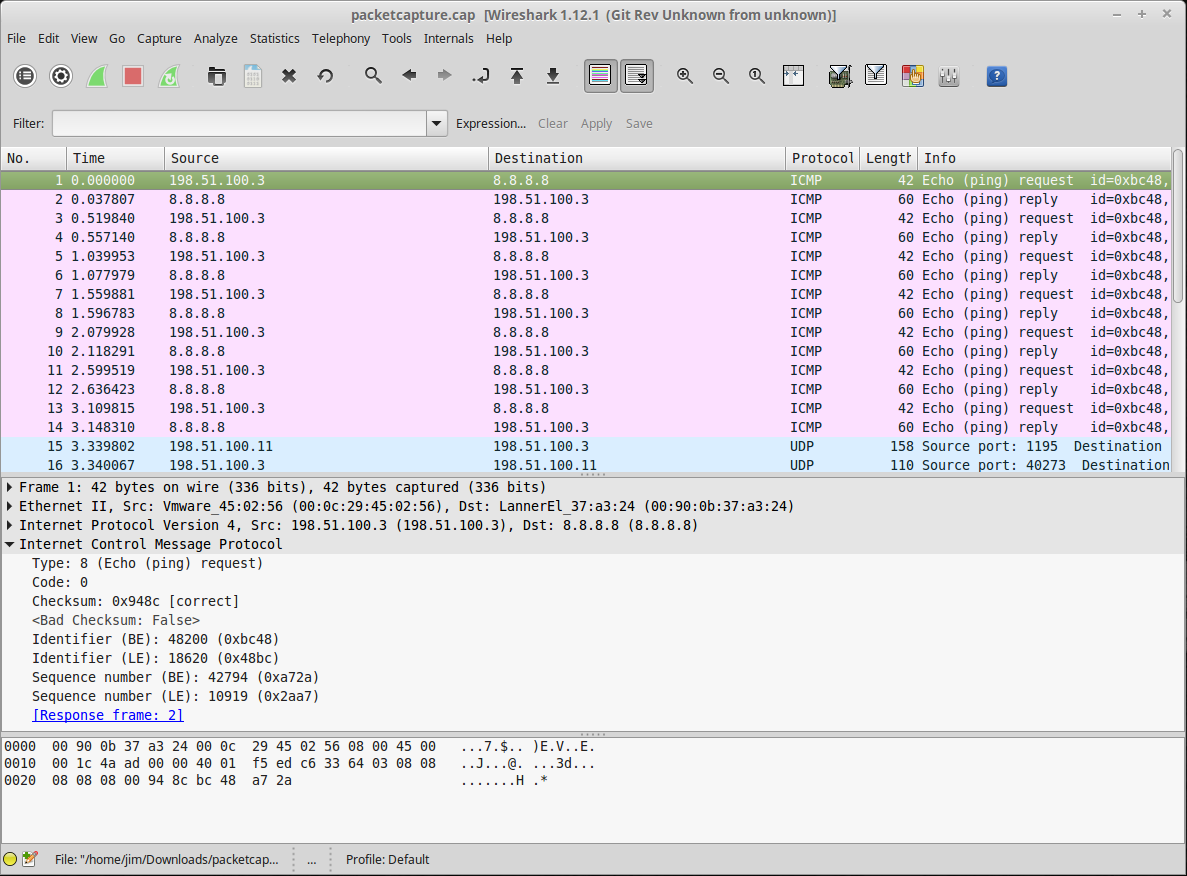 packetcapture.cap [Wireshark 1.12.1 (Git Rev Unknown from unknown)]
File Edit View Go Capture Analyze Statistics Telephony Tools Internals Help
Filter: Expression... Clear Apply Save
No. Time Source Destination Protocol Length Info
1 0.000000 198.51.100.3 8.8.8.8 ICMP 42 Echo (ping) request id=0xbc48,
2 0.037807 8.8.8.8 198.51.100.3 ICMP 60 Echo (ping) reply id=0xbc48,
3 0.519840 198.51.100.3 8.8.8.8 ICMP 42 Echo (ping) request id=0xbc48,
4 0.557140 8.8.8.8 198.51.100.3 ICMP 60 Echo (ping) reply id=0xbc48,
5 1.039953 198.51.100.3 8.8.8.8 ICMP 42 Echo (ping) request id=0xbc48,
6 1.077979 8.8.8.8 198.51.100.3 ICMP 60 Echo (ping) reply id=0xbc48,
7 1.559881 198.51.100.3 8.8.8.8 ICMP 42 Echo (ping) request id=0xbc48,
8 1.596783 8.8.8.8 198.51.100.3 ICMP 60 Echo (ping) reply id=0xbc48,
9 2.079928 198.51.100.3 8.8.8.8 ICMP 42 Echo (ping) request id=0xbc48,
10 2.118291 8.8.8.8 198.51.100.3 ICMP 60 Echo (ping) reply id=0xbc48,
11 2.599519 198.51.100.3 8.8.8.8 ICMP 42 Echo (ping) request id=0xbc48,
12 2.636423 8.8.8.8 198.51.100.3 ICMP 60 Echo (ping) reply id=0xbc48,
13 3.109815 198.51.100.3 8.8.8.8 ICMP 42 Echo (ping) request id=0xbc48,
14 3.148310 8.8.8.8 198.51.100.3 ICMP 60 Echo (ping) reply id=0xbc48,
15 3.339802 198.51.100.11 198.51.100.3 UDP 158 Source port: 1195 Destination
16 3.340067 198.51.100.3 198.51.100.11 UDP 110 Source port: 40273 Destination
Frame 1: 42 bytes on wire (336 bits), 42 bytes captured (336 bits)
Ethernet II, Src: Vmware_45:02:56 (00:0c:29:45:02:56), Dst: LannerEl_37:a3:24 (00:90:0b:37:a3:24)
Internet Protocol Version 4, Src: 198.51.100.3 (198.51.100.3), Dst: 8.8.8.8 (8.8.8.8)
Internet Control Message Protocol
Type: 8 (Echo (ping) request)
Code: 0
Checksum: 0x948c [correct]
<Bad Checksum: False>
Identifier (BE): 48200 (0xbc48)
Identifier (LE): 18620 (0x48bc)
Sequence number (BE): 42794 (0xa72a)
Sequence number (LE): 10919 (0x2aa7)
[Response frame: 2]
0000 00 90 0b 37 a3 24 00 0c 29 45 02 56 08 00 45 00 ...7.$.. )E.V..E.
0010 00 1c 4a ad 00 00 40 01 f5 ed c6 33 64 03 08 08 ..J...@. ...3d...
0020 08 08 08 00 94 8c bc 48 a7 2a .......H .*
File: "/home/jim/Downloads/packetcap... ... Profile: Default